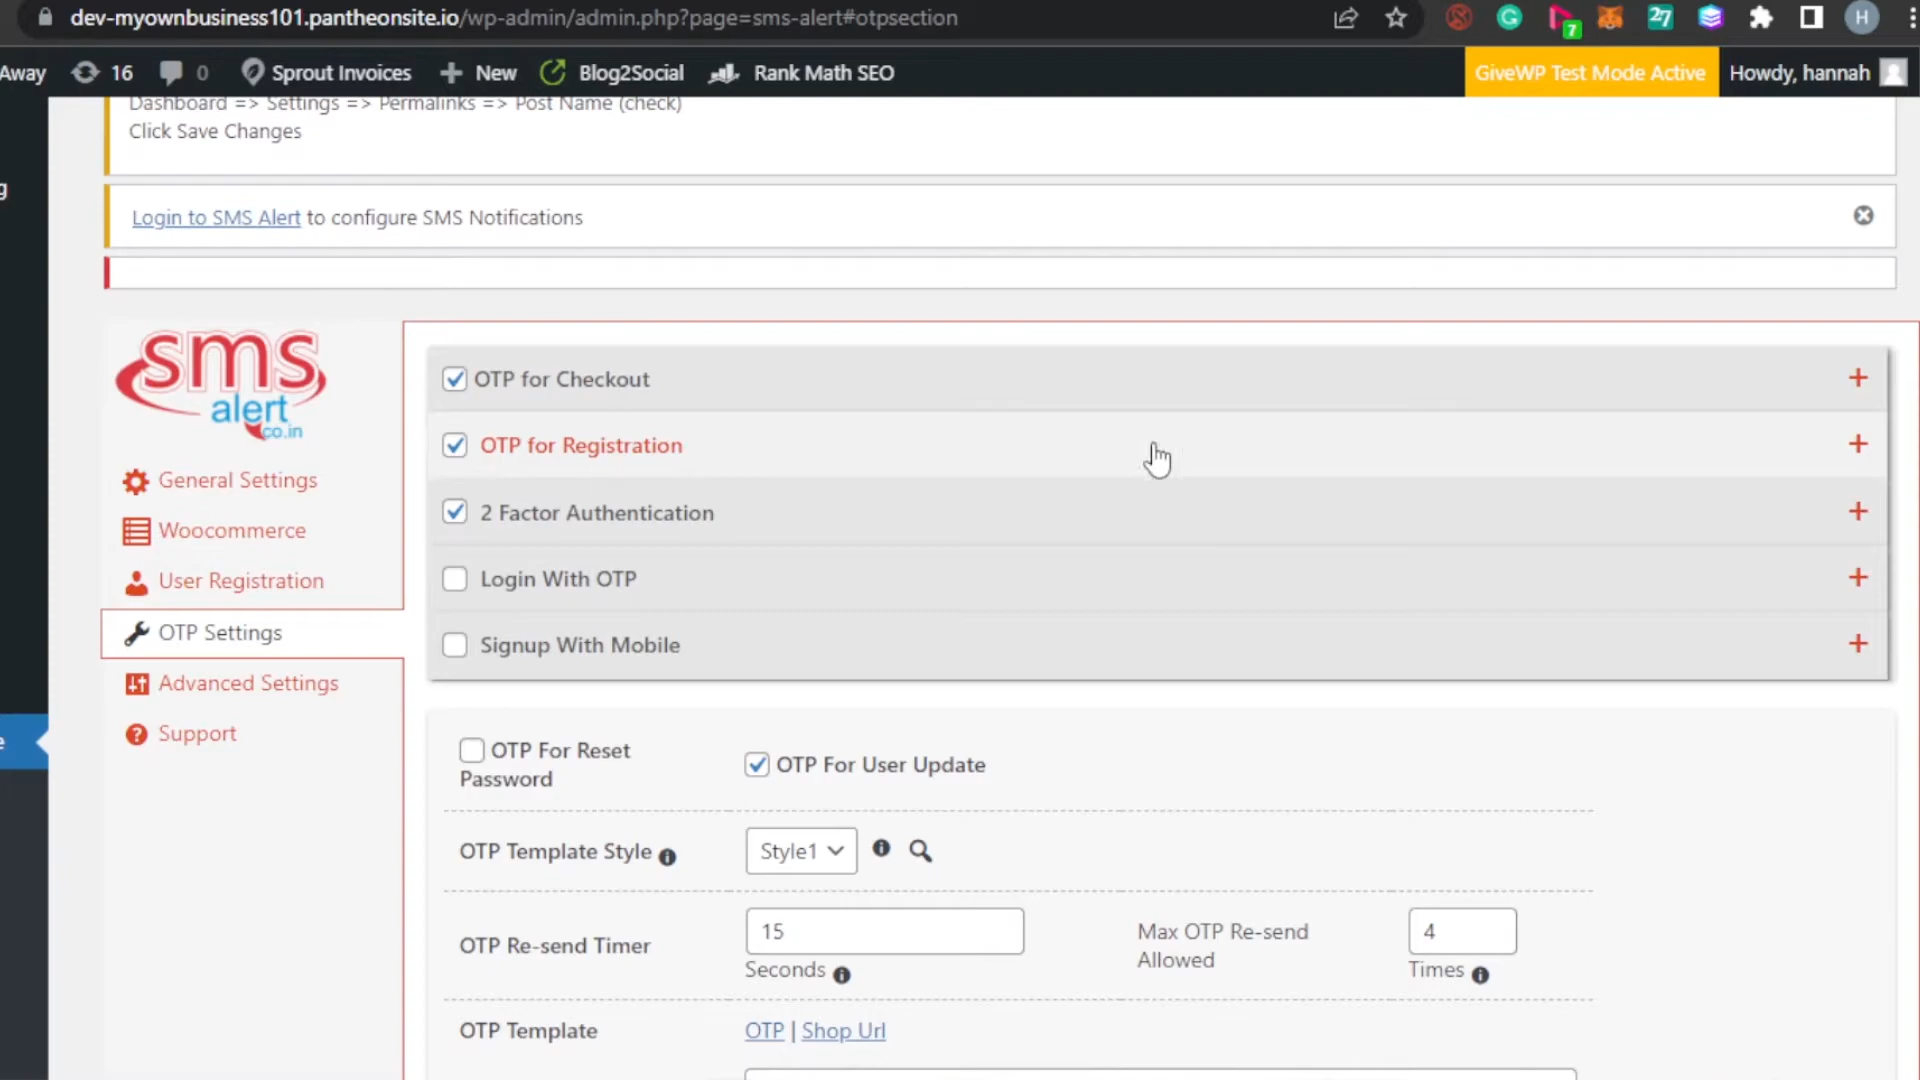 dev-myownbusiness101.pantheonsite.io/wp-admin/admin.php?page=sms-alert#otpsection
7
27
H
Away 16 0 Sprout Invoices New Blog2Social Rank Math SEO GiveWP Test Mode Active Howdy, hannah
Dashboard => Settings => Permalinks => Post Name (check)
Click Save Changes
g
Login to SMS Alert to configure SMS Notifications
sms
alert
co.in
General Settings
Woocommerce
User Registration
OTP Settings
Advanced Settings
Support
e
OTP for Checkout
OTP for Registration
2 Factor Authentication
Login With OTP
Signup With Mobile
OTP For Reset
Password
OTP For User Update
OTP Template Style
Style1
OTP Re-send Timer
15
Seconds
Max OTP Re-send
Allowed
4
Times
OTP Template
OTP | Shop Url